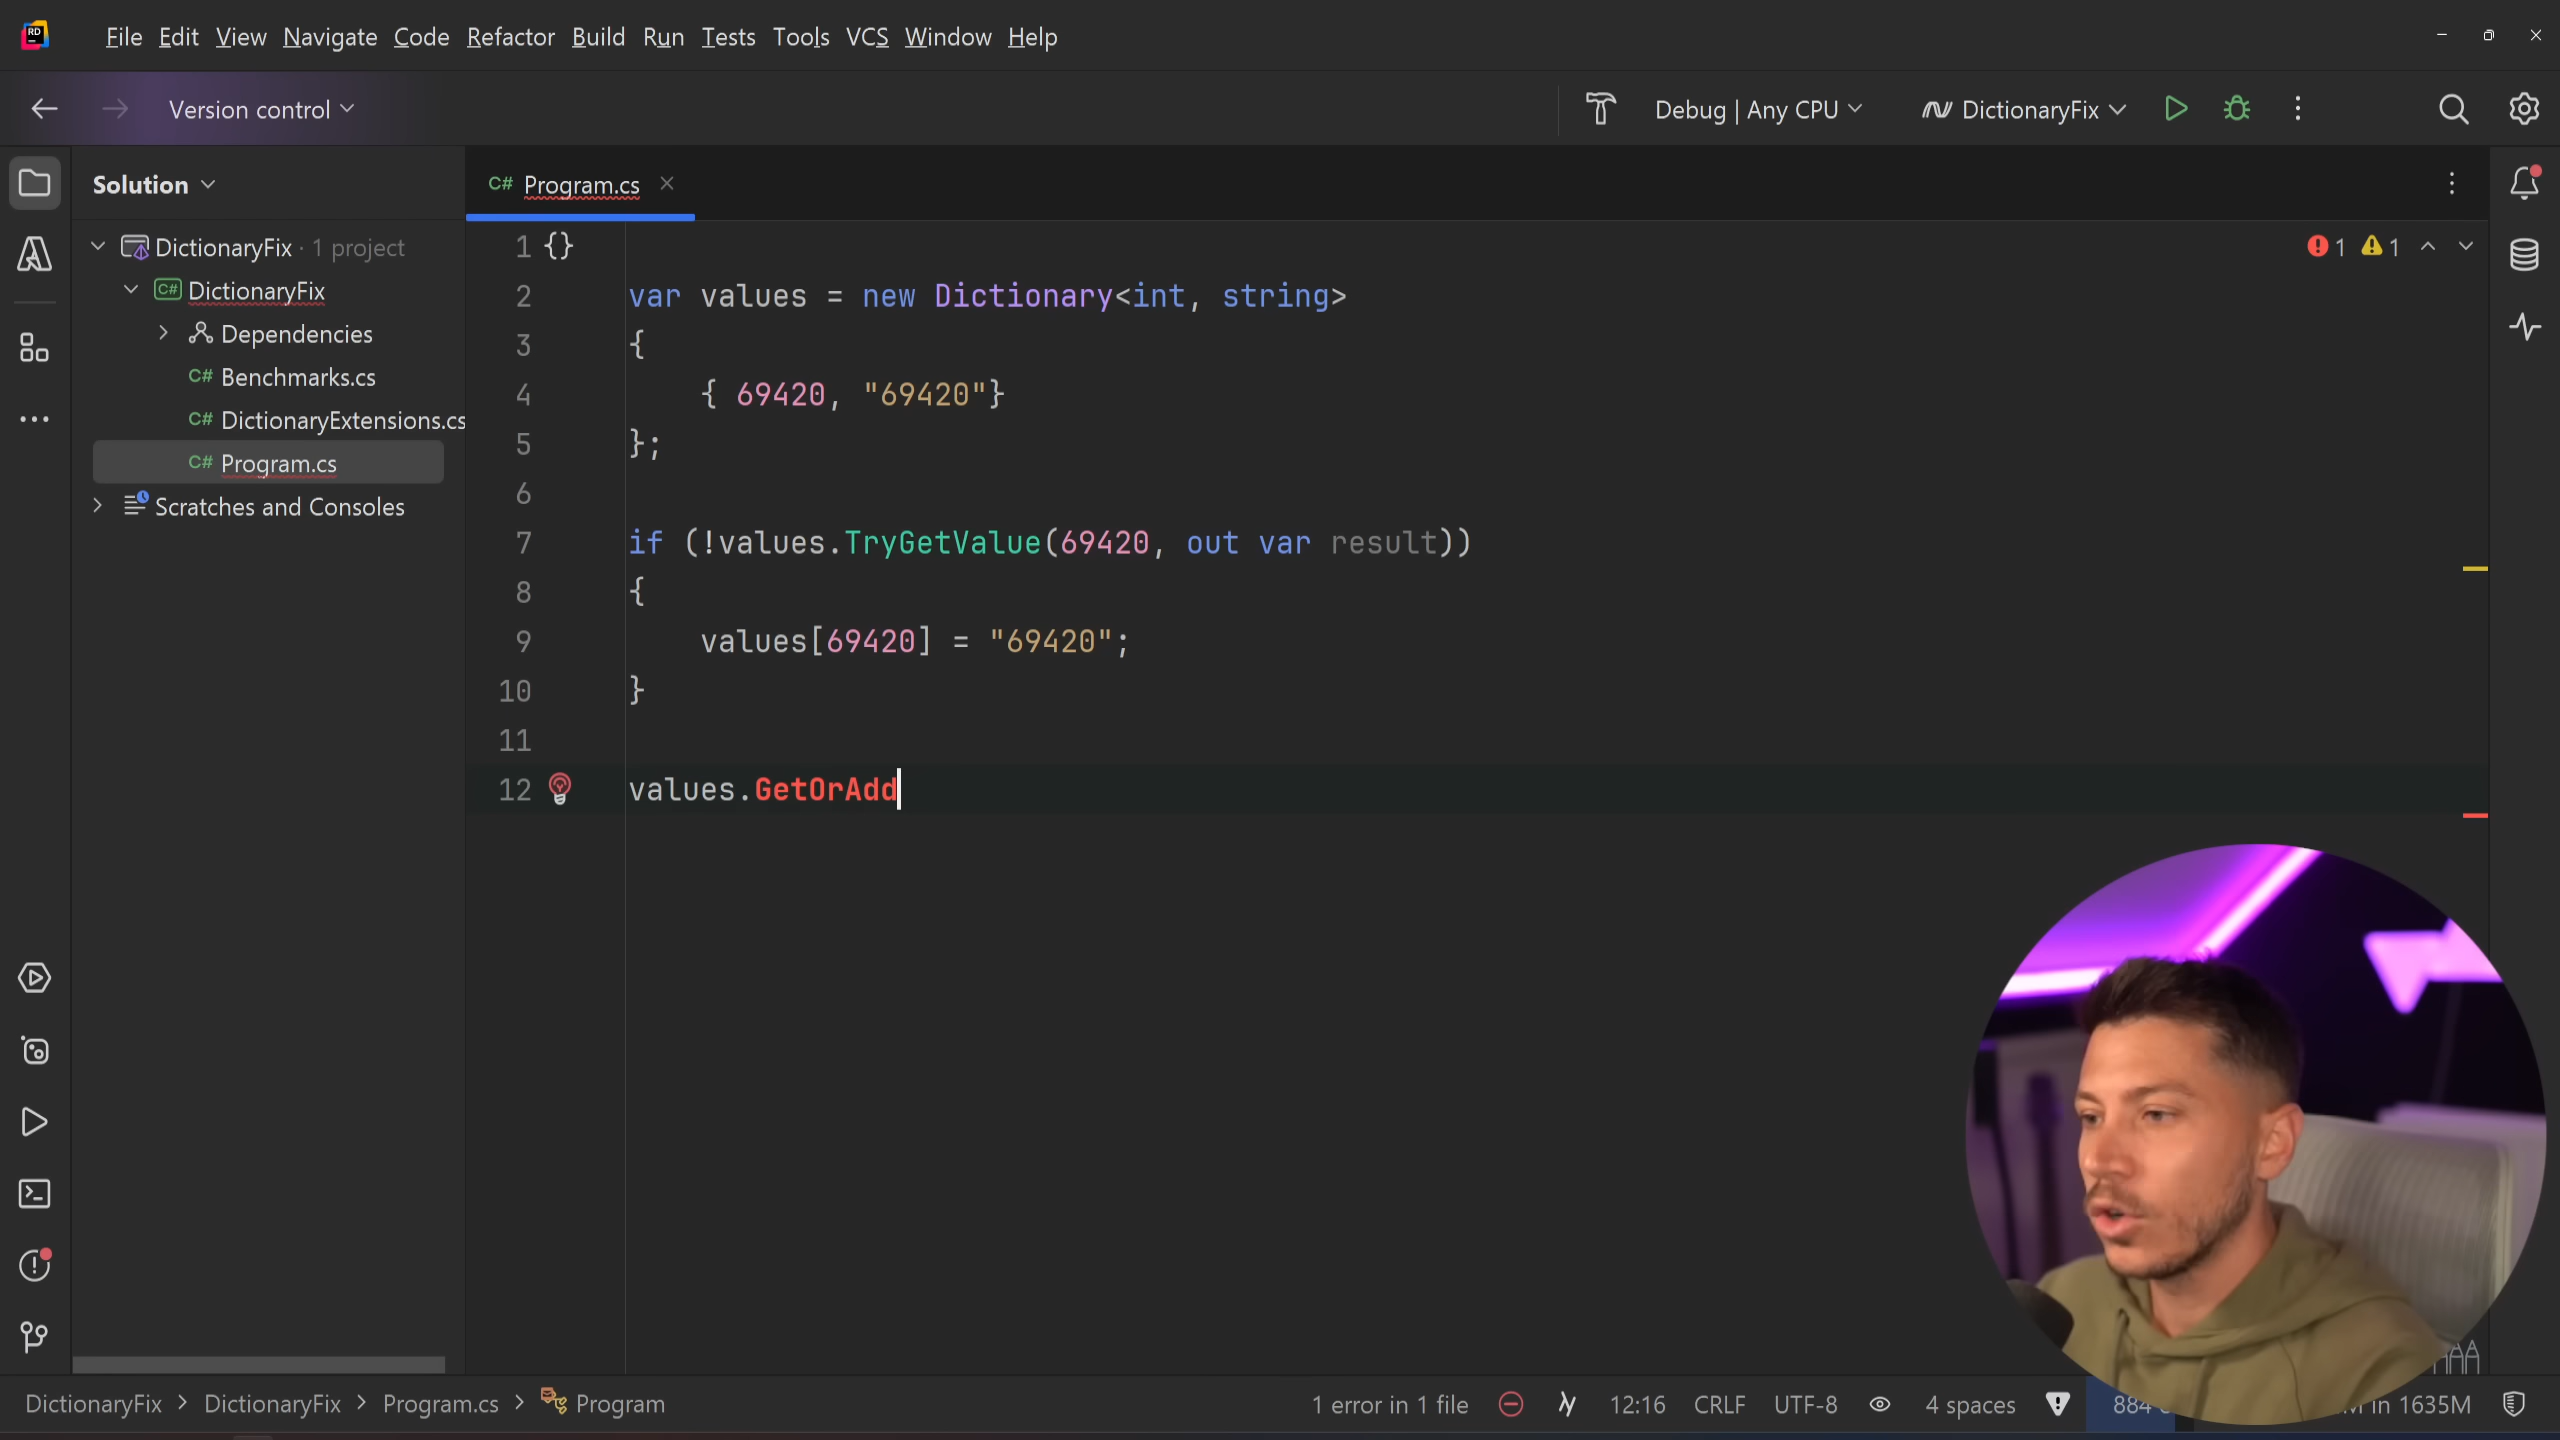 File Edit View Navigate Code Refactor Build Run Tests Tools VCS Window Help
Version control
Debug | Any CPU
DictionaryFix
Solution
C# Program.cs
DictionaryFix · 1 project
C# DictionaryFix
Dependencies
C# Benchmarks.cs
C# DictionaryExtensions.cs
C# Program.cs
Scratches and Consoles
1 1
1 {}
2 var values = new Dictionary<int, string>
3 {
4 { 69420, "69420"}
5 };
6
7 if (!values.TryGetValue(69420, out var result))
8 {
9 values[69420] = "69420";
10 }
11
12 values.GetOrAdd
DictionaryFix > DictionaryFix > Program.cs > Program
1 error in 1 file
12:16 CRLF UTF-8 4 spaces
884 in 1635M